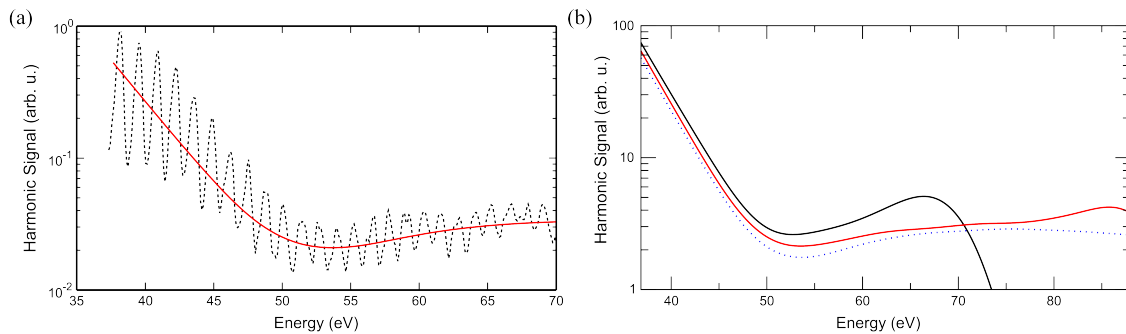 (a)
Harmonic Signal (arb. u.)
10^0
10^-1
10^-2
35 40 45 50 55 60 65 70
Energy (eV)
(b)
Harmonic Signal (arb. u.)
100
10
1
40 50 60 70 80
Energy (eV)